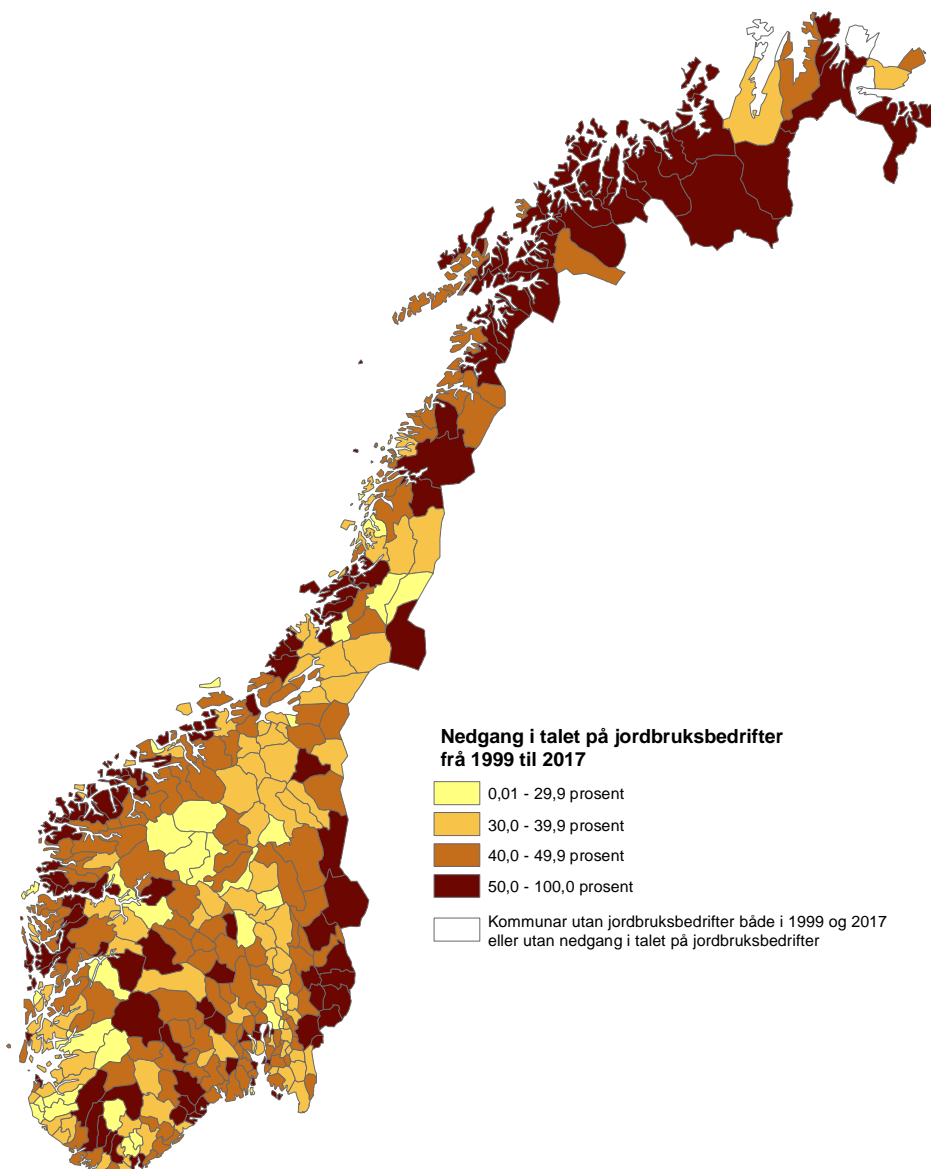 Nedgang i talet på jordbruksbedrifter
frå 1999 til 2017
0,01 - 29,9 prosent
30,0 - 39,9 prosent
40,0 - 49,9 prosent
50,0 - 100,0 prosent
Kommunar utan jordbruksbedrifter både i 1999 og 2017
eller utan nedgang i talet på jordbruksbedrifter